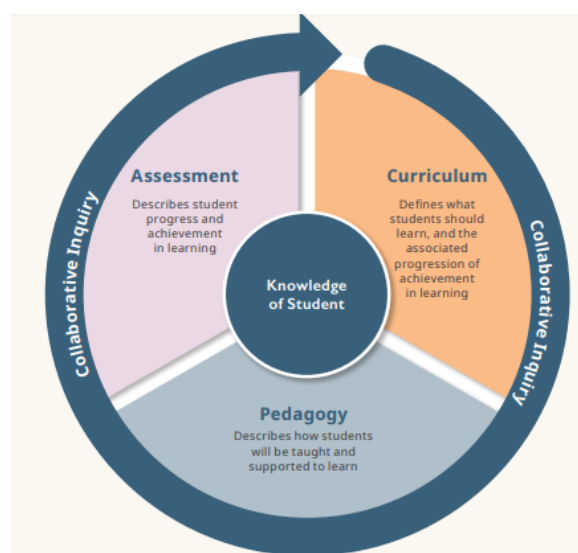 Assessment
Describes student
progress and
achievement
in learning
Curriculum
Defines what
students should
learn, and the
associated
progression of
achievement
in learning
Knowledge
of Student
Pedagogy
Describes how students
will be taught and
supported to learn
Collaborative Inquiry
Collaborative Inquiry